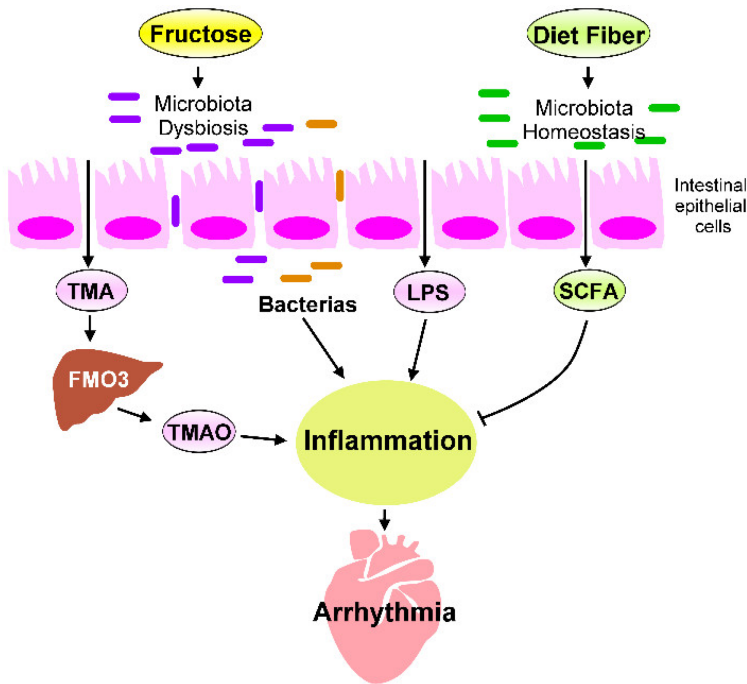 Fructose
Diet Fiber
Microbiota
Dysbiosis
Microbiota
Homeostasis
Intestinal
epithelial
cells
TMA
Bacterias
LPS
SCFA
FMO3
TMAO
Inflammation
Arrhythmia